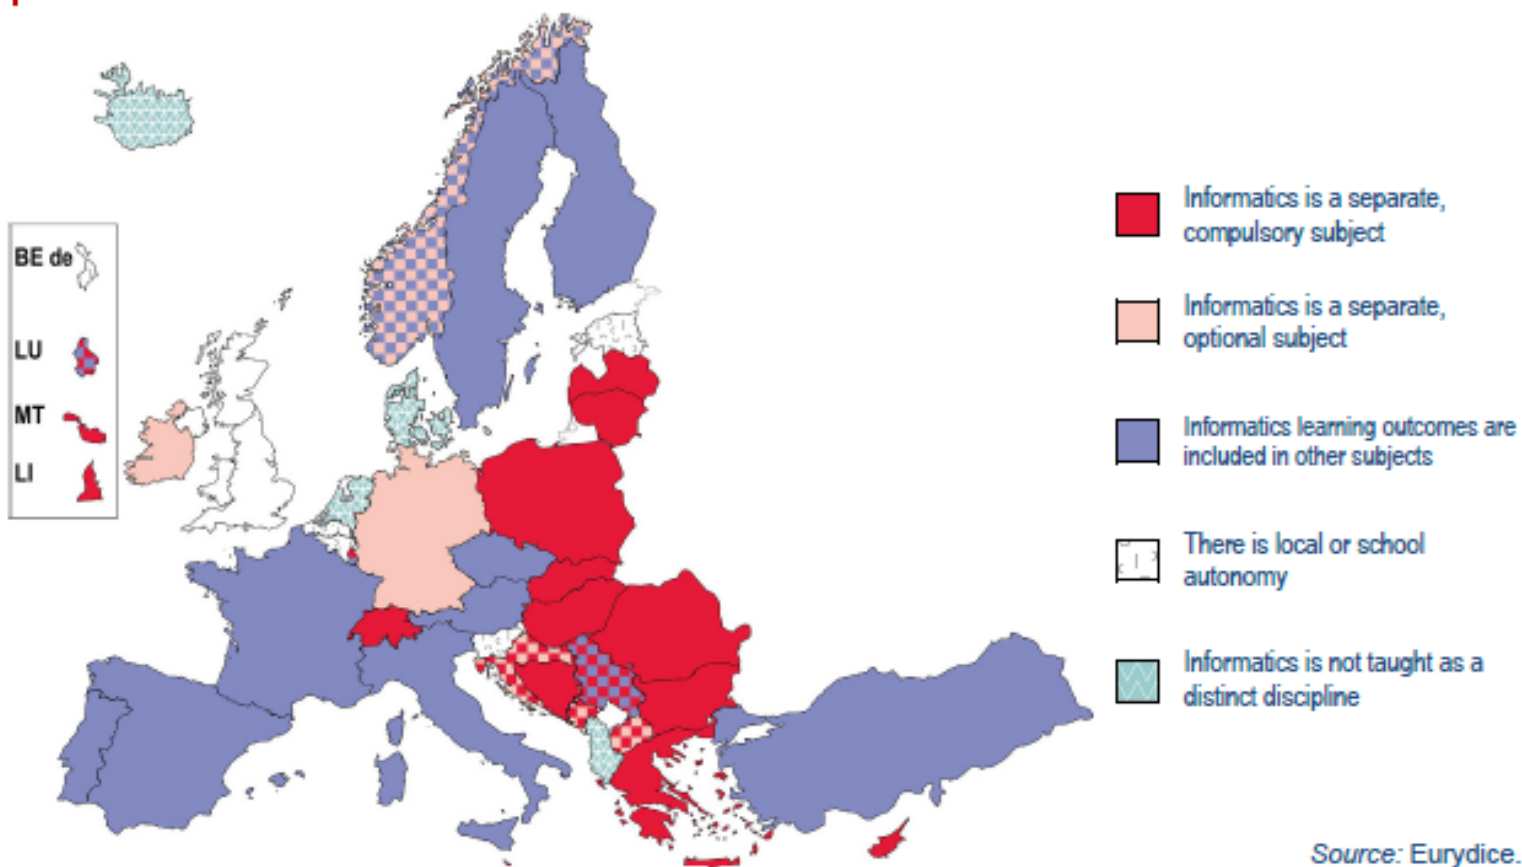 BE de
LU
MT
LI
Informatics is a separate,
compulsory subject
Informatics is a separate,
optional subject
Informatics learning outcomes are
included in other subjects
There is local or school
autonomy
Informatics is not taught as a
distinct discipline
Source: Eurydice.